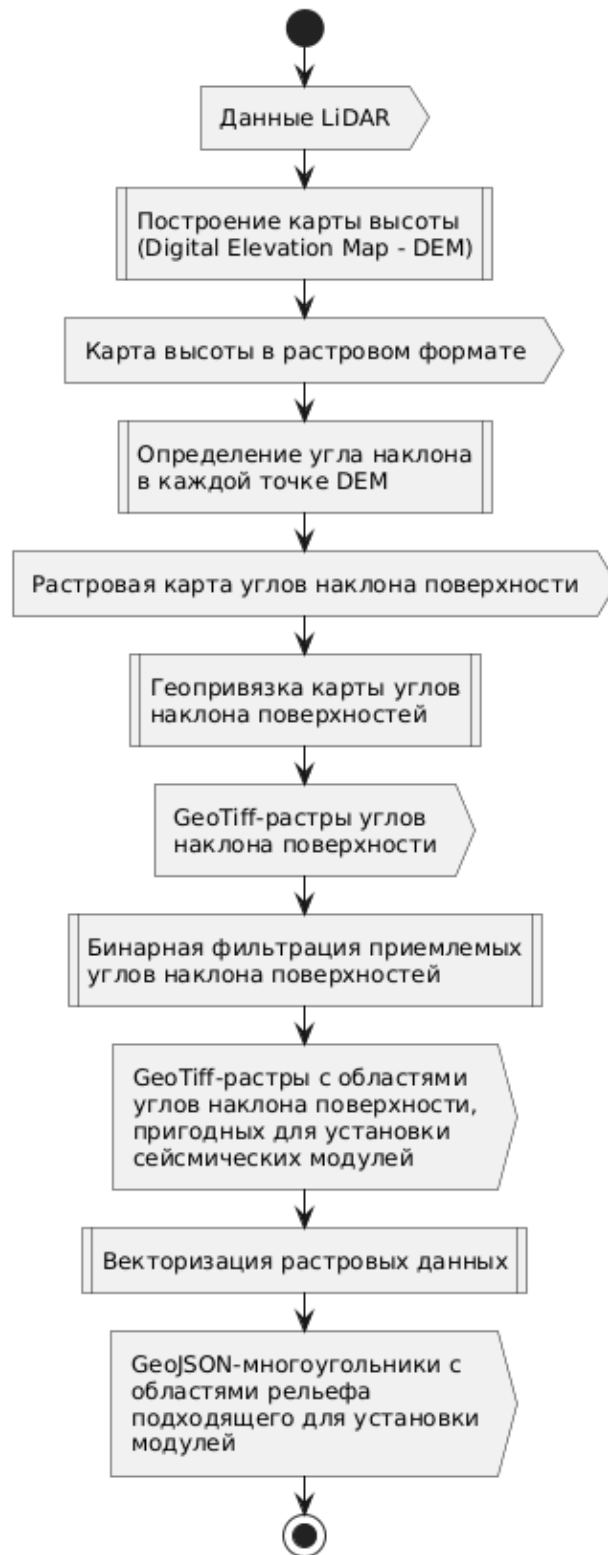 Данные LiDAR
Построение карты высоты
(Digital Elevation Map - DEM)
Карта высоты в растровом формате
Определение угла наклона
в каждой точке DEM
Растровая карта углов наклона поверхности
Геопривязка карты углов
наклона поверхностей
GeoTiff-растры углов
наклона поверхности
Бинарная фильтрация приемлемых
углов наклона поверхностей
GeoTiff-растры с областями
углов наклона поверхности,
пригодных для установки
сейсмических модулей
Векторизация растровых данных
GeoJSON-многоугольники с
областями рельефа
подходящего для установки
модулей